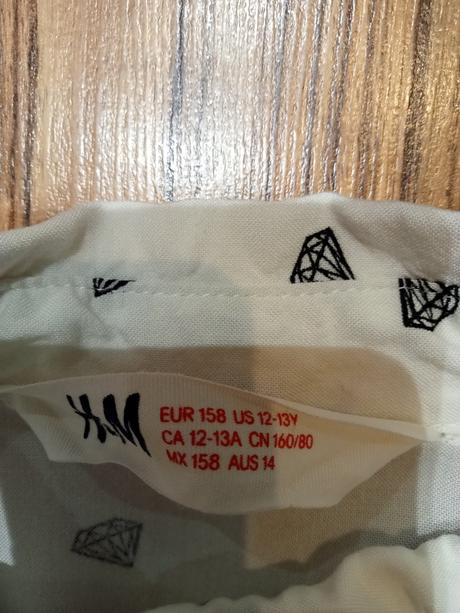 H&M
EUR 158 US 12-13Y
CA 12-13A CN 160/80
MX 158 AUS 14